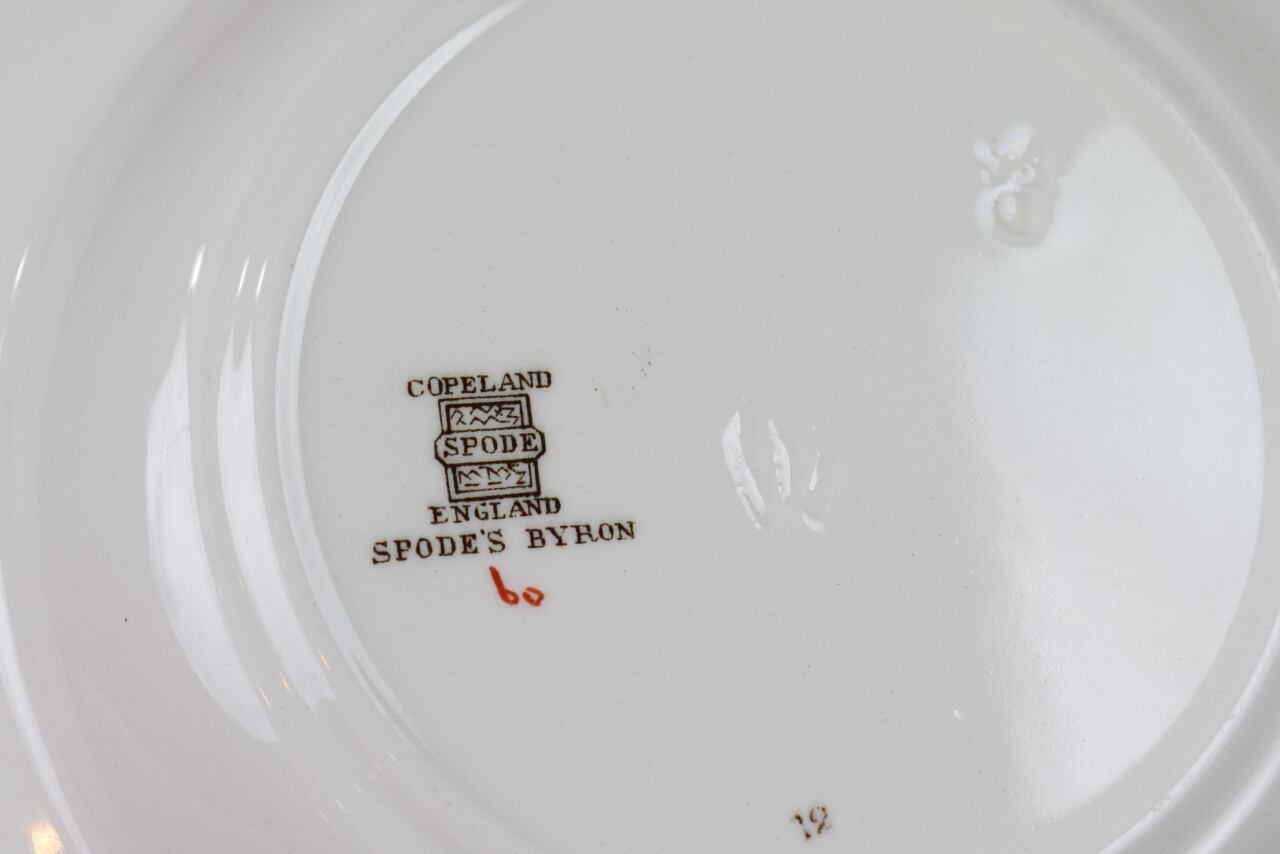 COPELAND
SPODE
ENGLAND
SPODE'S BYRON
60
12